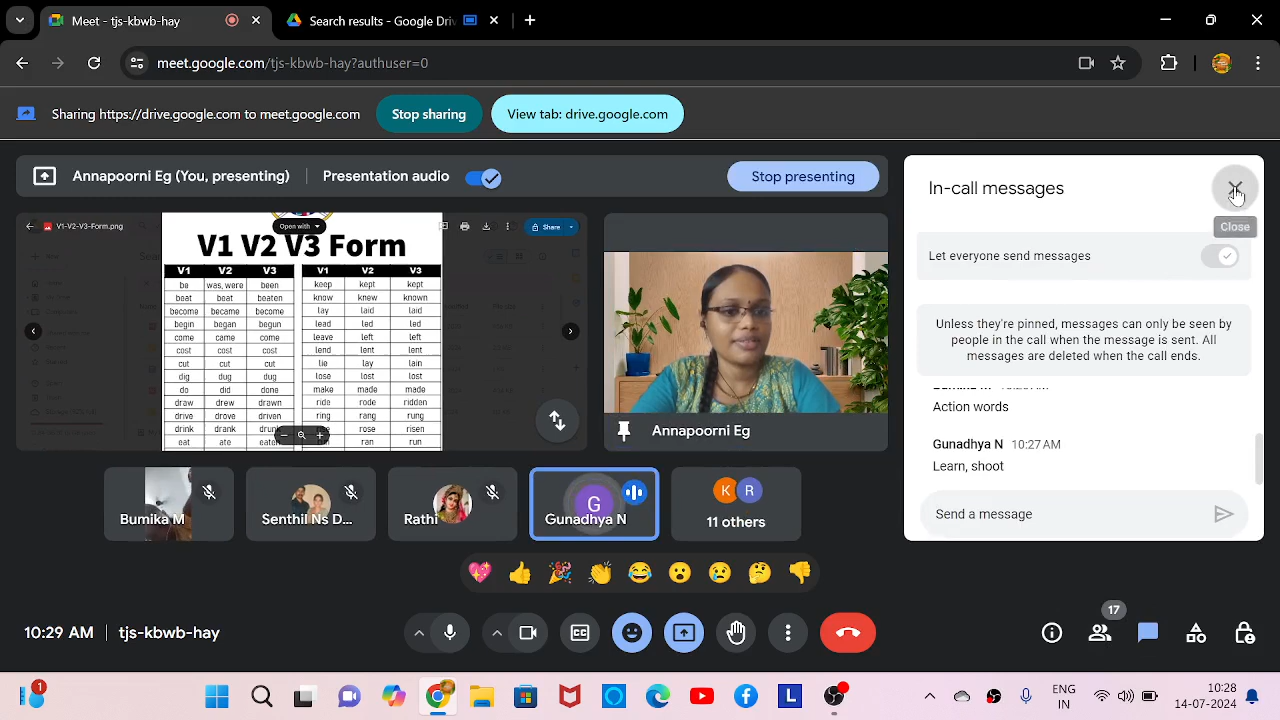 Meet - tjs-kbwb-hay
Search results - Google Driv
meet.google.com/tjs-kbwb-hay?authuser=0
Sharing https://drive.google.com to meet.google.com
Stop sharing
View tab: drive.google.com
Annapoorni Eg (You, presenting)
Presentation audio
Stop presenting
V1-V2-V3-Form.png
Open with
Share
V1 V2 V3 Form
V1 V2 V3 V1 V2 V3
be was, were been keep kept kept
beat beat beaten know knew known
become became become lay laid laid
begin began begun lead led led
come came come leave left left
cost cost cost lend lent lent
cut cut cut lie lay lain
dig dug dug lose lost lost
do did done make made made
draw drew drawn ride rode ridden
drive drove driven ring rang rung
drink drank drunk rose risen
eat ate eaten ran run
Annapoorni Eg
Bumika M
Senthil Ns D...
Rathi
G
Gunadhya N
K R
11 others
In-call messages
Close
Let everyone send messages
Unless they're pinned, messages can only be seen by
people in the call when the message is sent. All
messages are deleted when the call ends.
Action words
Gunadhya N 10:27 AM
Learn, shoot
Send a message
10:29 AM
tjs-kbwb-hay
17
1
ENG
IN
10:28
14-07-2024